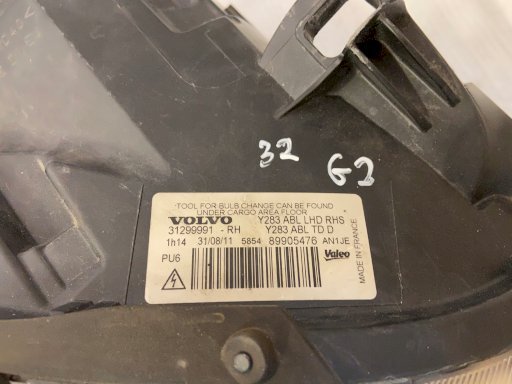 32 G2
TOOL FOR BULB CHANGE CAN BE FOUND
UNDER CARGO AREA FLOOR
VOLVO Y283 ABL LHD RHS
31299991 - RH Y283 ABL TD D
1h14 31/08/11 5854 89905476 AN1JE
PU6
Valeo
MADE IN FRANCE